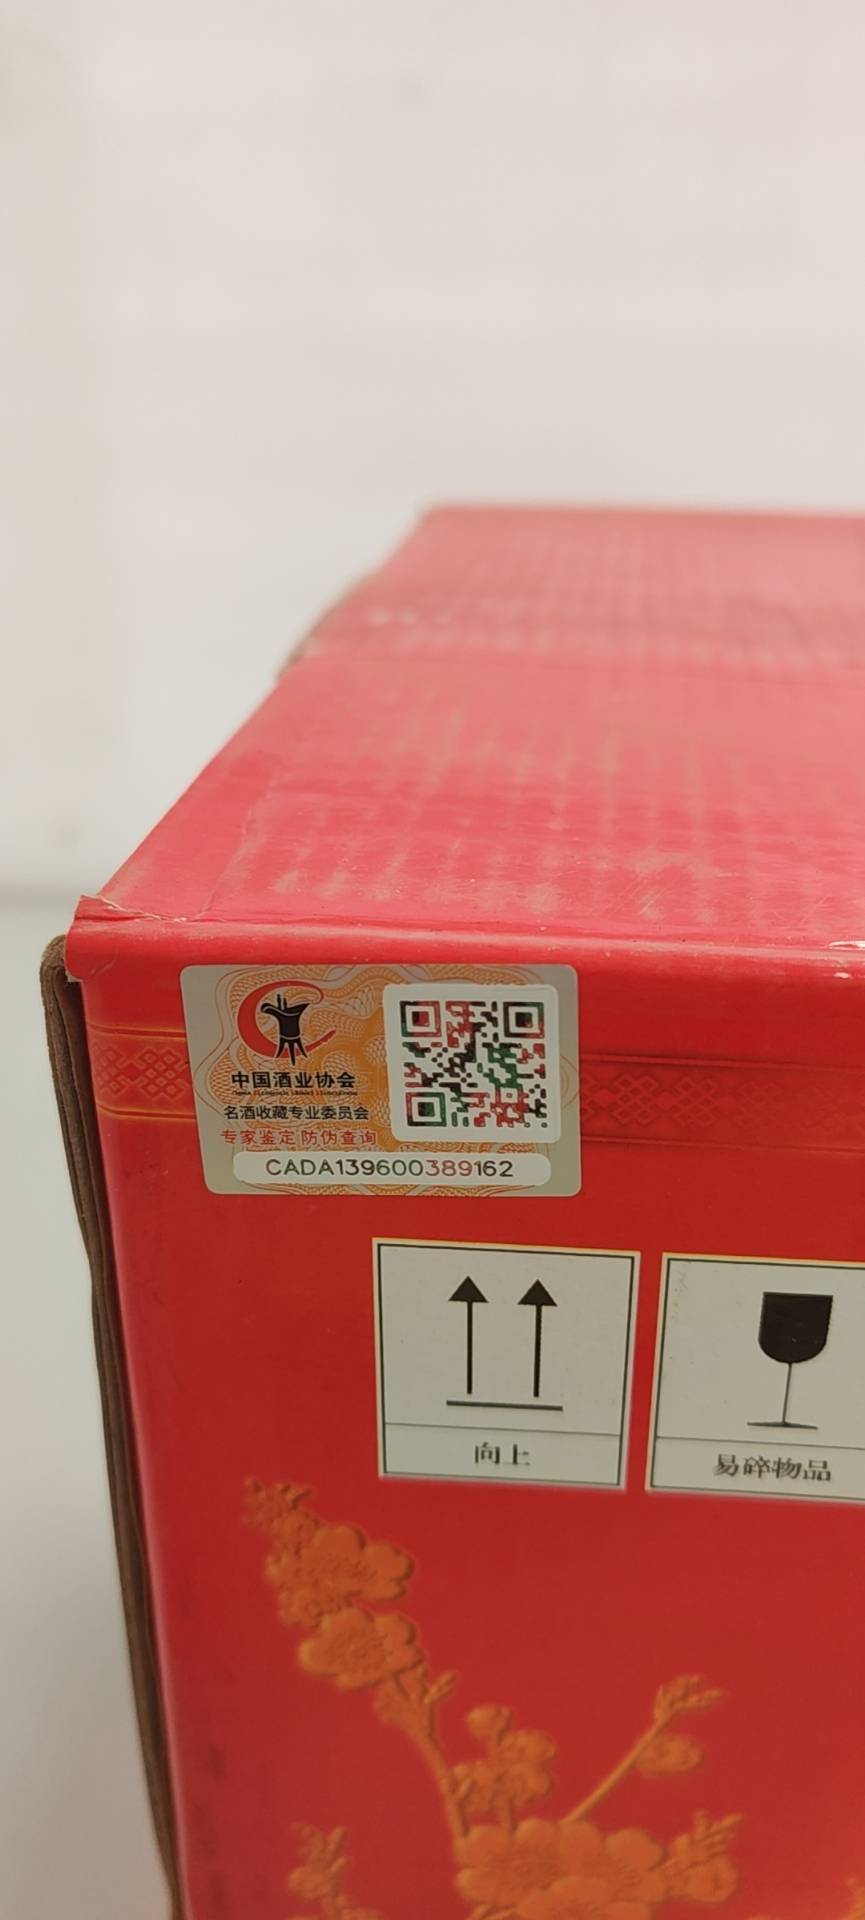 中国酒业协会
名酒收藏专业委员会
专家鉴定 防伪查询
CADA139600389162
向上
易碎物品